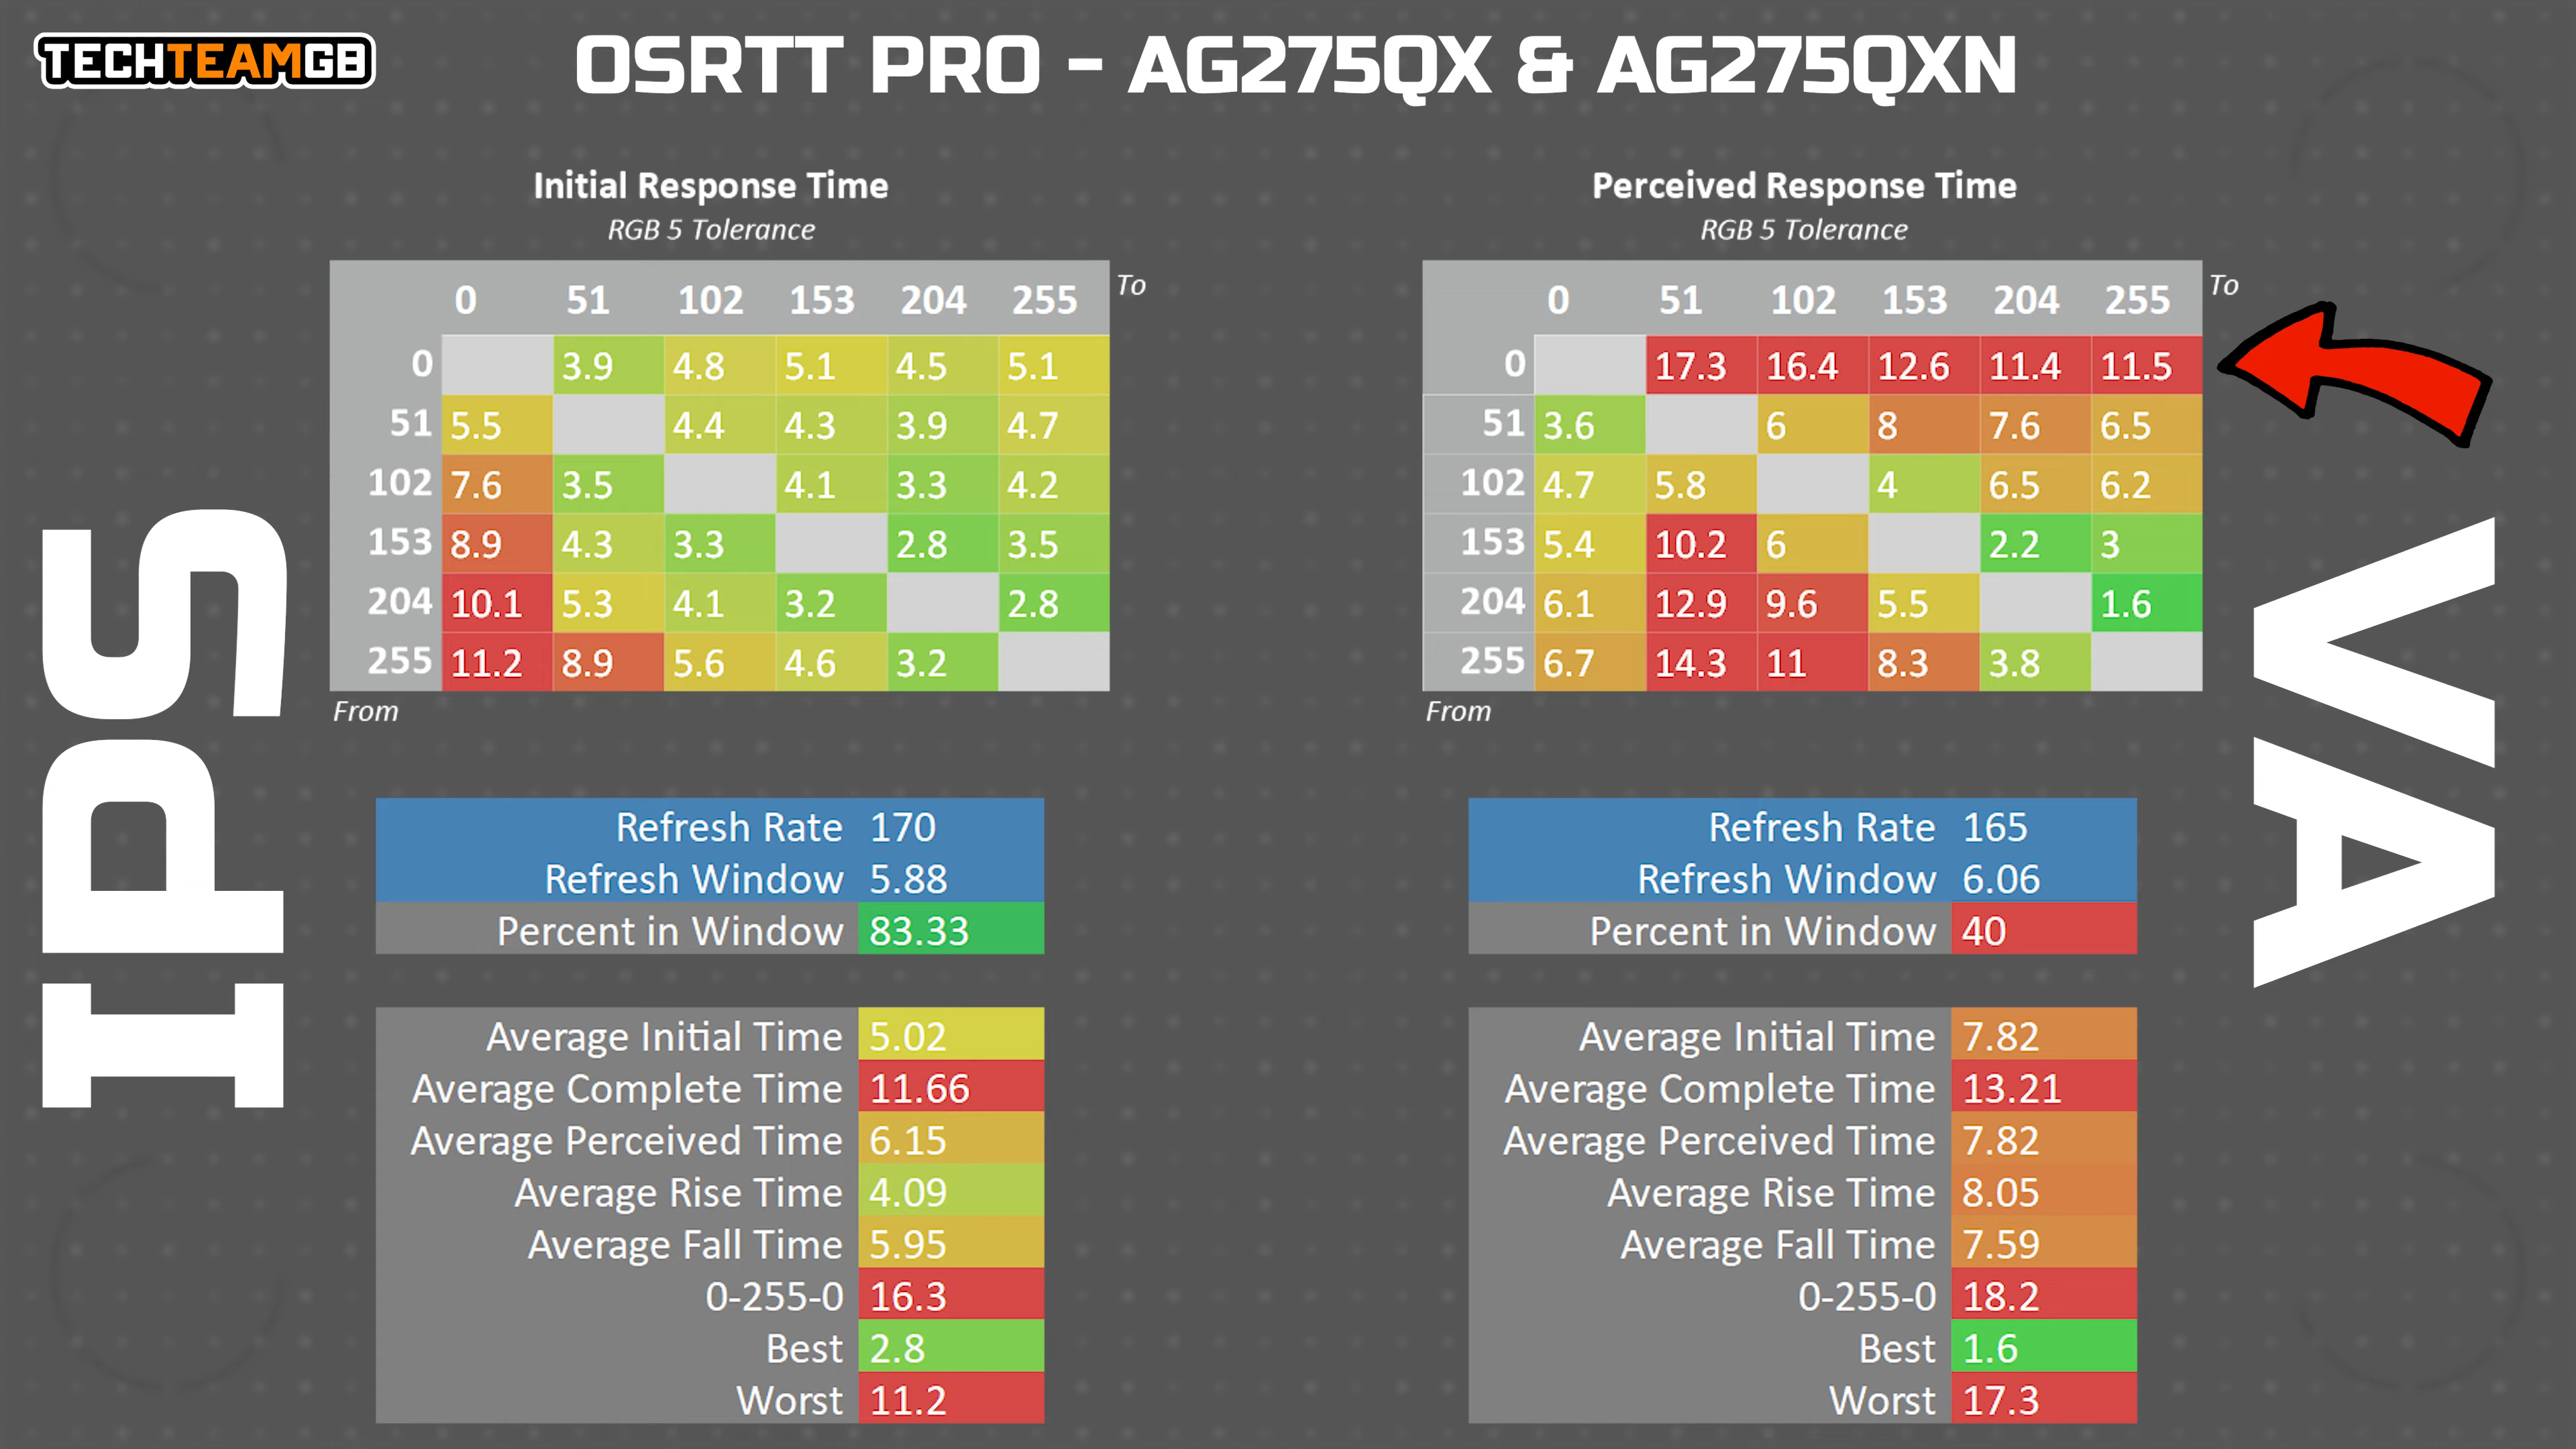 TECHTEAMGB
OSRTT PRO - AG275QX & AG275QXN
Initial Response Time
RGB 5 Tolerance
0 51 102 153 204 255 To
0 3.9 4.8 5.1 4.5 5.1
51 5.5 4.4 4.3 3.9 4.7
102 7.6 3.5 4.1 3.3 4.2
153 8.9 4.3 3.3 2.8 3.5
204 10.1 5.3 4.1 3.2 2.8
255 11.2 8.9 5.6 4.6 3.2
From
IPS
Refresh Rate 170
Refresh Window 5.88
Percent in Window 83.33
Average Initial Time 5.02
Average Complete Time 11.66
Average Perceived Time 6.15
Average Rise Time 4.09
Average Fall Time 5.95
0-255-0 16.3
Best 2.8
Worst 11.2
Perceived Response Time
RGB 5 Tolerance
0 51 102 153 204 255 To
0 17.3 16.4 12.6 11.4 11.5
51 3.6 6 8 7.6 6.5
102 4.7 5.8 4 6.5 6.2
153 5.4 10.2 6 2.2 3
204 6.1 12.9 9.6 5.5 1.6
255 6.7 14.3 11 8.3 3.8
From
VA
Refresh Rate 165
Refresh Window 6.06
Percent in Window 40
Average Initial Time 7.82
Average Complete Time 13.21
Average Perceived Time 7.82
Average Rise Time 8.05
Average Fall Time 7.59
0-255-0 18.2
Best 1.6
Worst 17.3